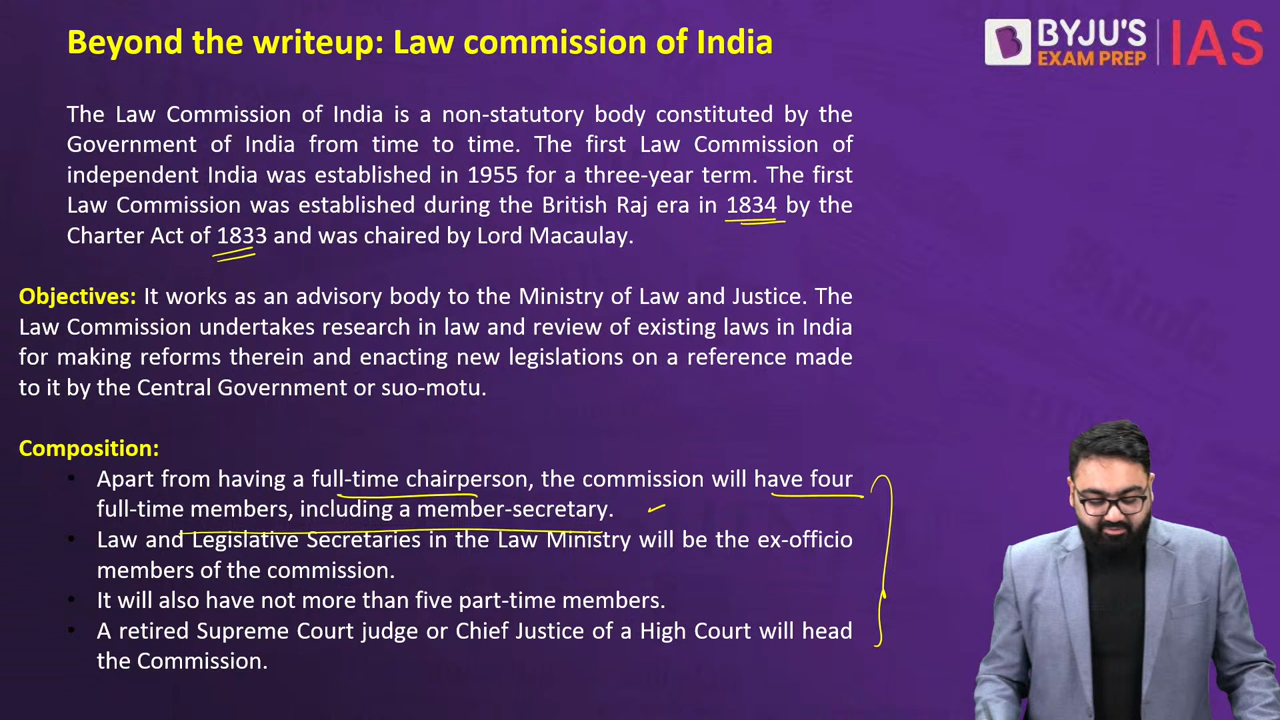 Beyond the writeup: Law commission of India
BYJU'S
EXAM PREP
IAS
The Law Commission of India is a non-statutory body constituted by the
Government of India from time to time. The first Law Commission of
independent India was established in 1955 for a three-year term. The first
Law Commission was established during the British Raj era in 1834 by the
Charter Act of 1833 and was chaired by Lord Macaulay.
Objectives: It works as an advisory body to the Ministry of Law and Justice. The
Law Commission undertakes research in law and review of existing laws in India
for making reforms therein and enacting new legislations on a reference made
to it by the Central Government or suo-motu.
Composition:
• Apart from having a full-time chairperson, the commission will have four
full-time members, including a member-secretary.
• Law and Legislative Secretaries in the Law Ministry will be the ex-officio
members of the commission.
• It will also have not more than five part-time members.
• A retired Supreme Court judge or Chief Justice of a High Court will head
the Commission.